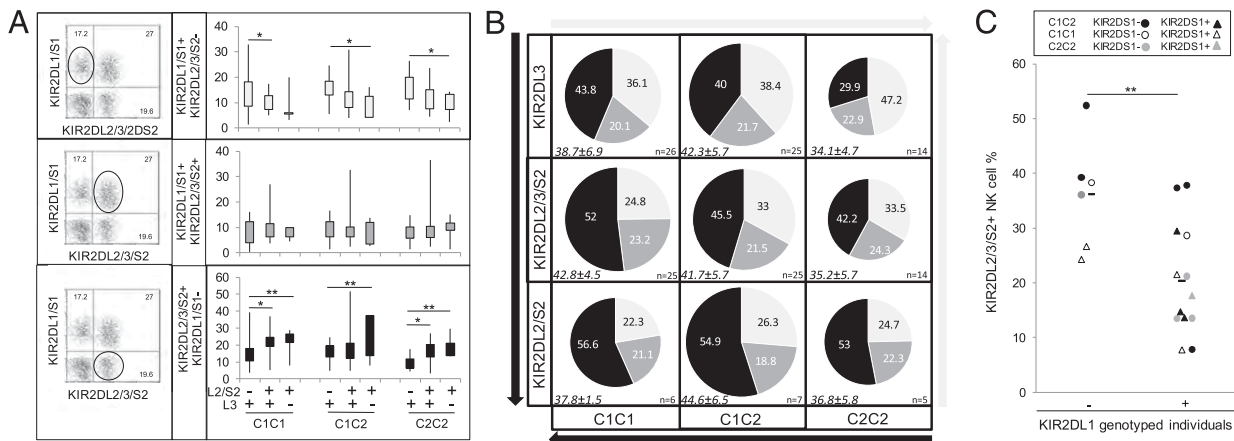 A
KIR2DL1/S1
17.2
27
19.6
KIR2DL2/3/2DS2
KIR2DL1/S1+
KIR2DL2/3/S2-
40
30
20
10
0
*
*
*
KIR2DL1/S1
17.2
27
19.6
KIR2DL2/3/S2
KIR2DL1/S1+
KIR2DL2/3/S2+
40
30
20
10
0
KIR2DL1/S1
17.2
27
19.6
KIR2DL2/3/S2
KIR2DL2/3/S2+
KIR2DL1/S1-
60
50
40
30
20
10
0
**
*
**
**
*
L2/S2
- + + - + + - + +
L3
+ + - + + - + + -
C1C1
C1C2
C2C2
B
KIR2DL3
43.8
36.1
20.1
38.7±6.9
n=26
40
38.4
21.7
42.3±5.7
n=25
29.9
47.2
22.9
34.1±4.7
n=14
KIR2DL2/3/S2
52
24.8
23.2
42.8±4.5
n=25
45.5
33
21.5
41.7±5.7
n=25
42.2
33.5
24.3
35.2±5.7
n=14
KIR2DL2/S2
56.6
22.3
21.1
37.8±1.5
n=6
54.9
26.3
18.8
44.6±6.5
n=7
53
24.7
22.3
36.8±5.8
n=5
C1C1
C1C2
C2C2
C
C1C2 KIR2DS1- KIR2DS1+
C1C1 KIR2DS1- KIR2DS1+
C2C2 KIR2DS1- KIR2DS1+
KIR2DL2/3/S2+ NK cell %
60
50
40
30
20
10
0
**
- +
KIR2DL1 genotyped individuals